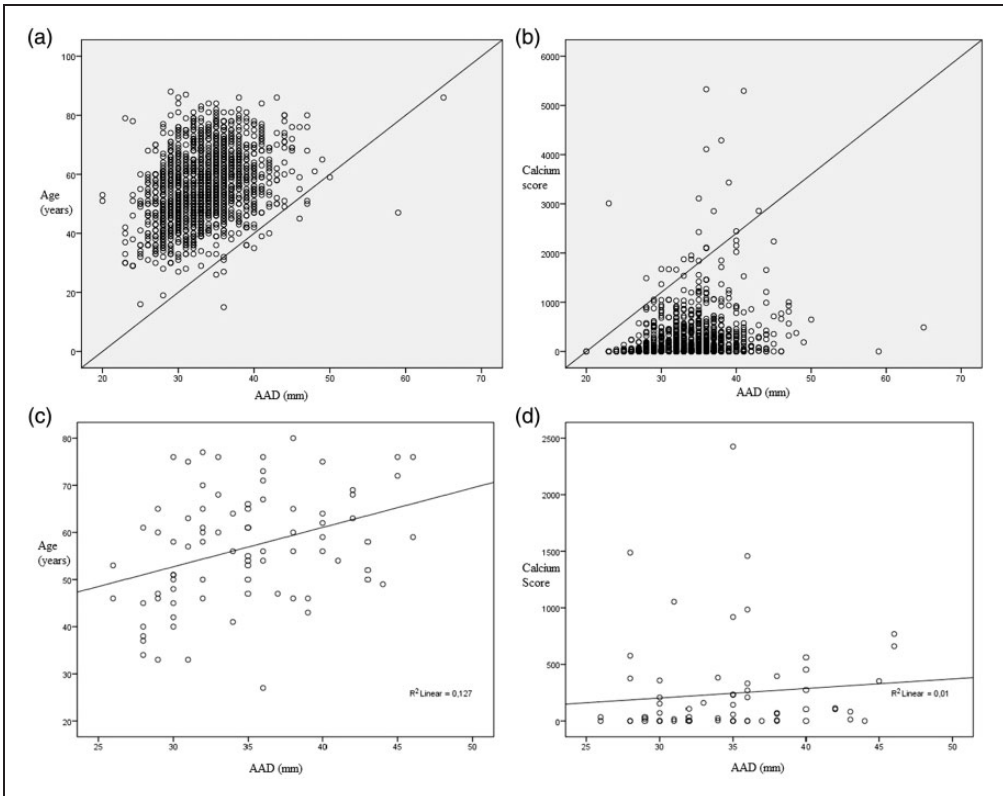 (a)
100
80
60
40
20
0
Age
(years)
20 30 40 50 60 70
AAD (mm)
(b)
6000
5000
4000
3000
2000
1000
0
Calcium
score
20 30 40 50 60 70
AAD (mm)
(c)
80
70
60
50
40
30
20
Age
(years)
R2 Linear = 0,127
25 30 35 40 45 50
AAD (mm)
(d)
2500
2000
1500
1000
500
0
Calcium
Score
R2 Linear = 0,01
25 30 35 40 45 50
AAD (mm)